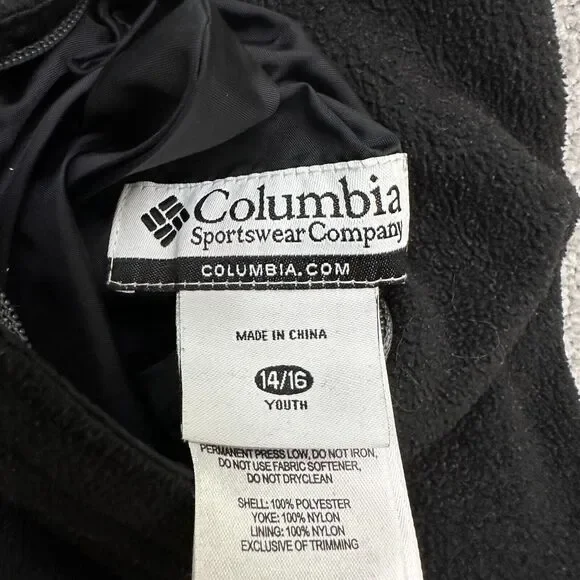 Columbia
Sportswear Company
COLUMBIA.COM
MADE IN CHINA
14/16
YOUTH
PERMANENT PRESS LOW, DO NOT IRON,
DO NOT USE FABRIC SOFTENER,
DO NOT DRYCLEAN
SHELL: 100% POLYESTER
YOKE: 100% NYLON
LINING: 100% NYLON
EXCLUSIVE OF TRIMMING